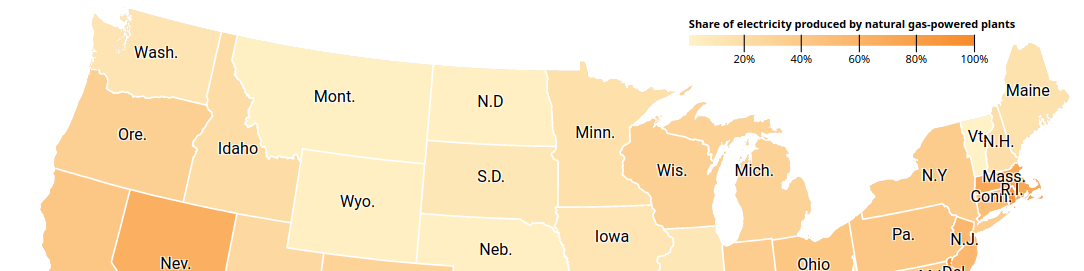 Share of electricity produced by natural gas-powered plants
20% 40% 60% 80% 100%
Wash.
Maine
Mont.
N.D
Minn.
Ore.
Vt.
N.H.
Idaho
Wis.
Mich.
S.D.
N.Y
Mass.
R.I.
Conn.
Wyo.
Pa.
Iowa
N.J.
Neb.
Nev.
Ohio
Del.